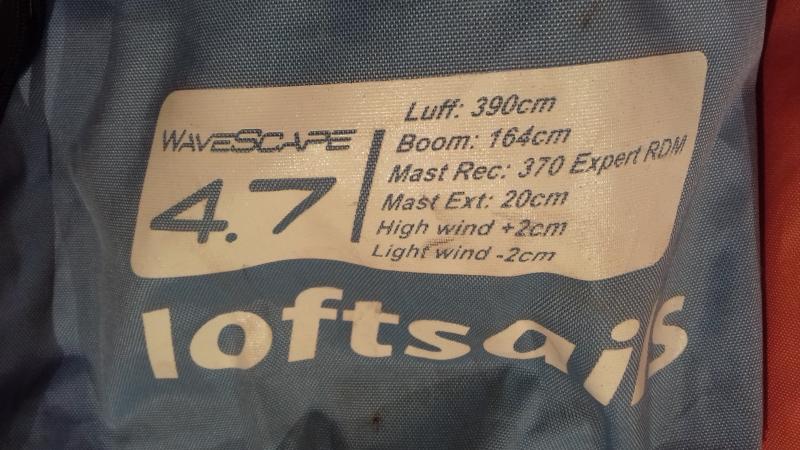 WAVESCAPE
4.7
Luff: 390cm
Boom: 164cm
Mast Rec: 370 Expert RDM
Mast Ext: 20cm
High wind +2cm
Light wind -2cm
loftsails